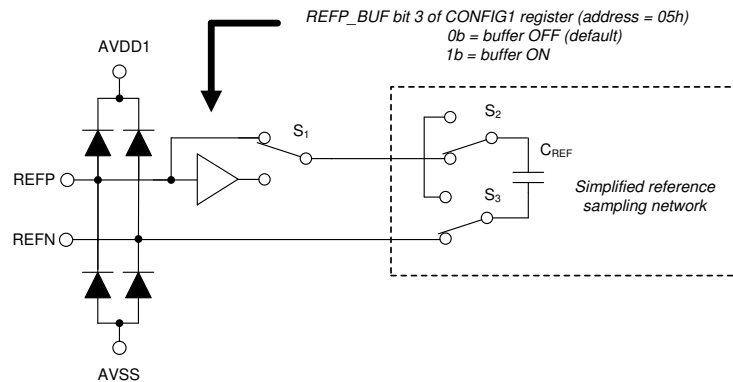 REFP_BUF bit 3 of CONFIG1 register (address = 05h)
0b = buffer OFF (default)
1b = buffer ON
AVDD1
S1
S2
CREF
REFP
Simplified reference
sampling network
S3
REFN
AVSS